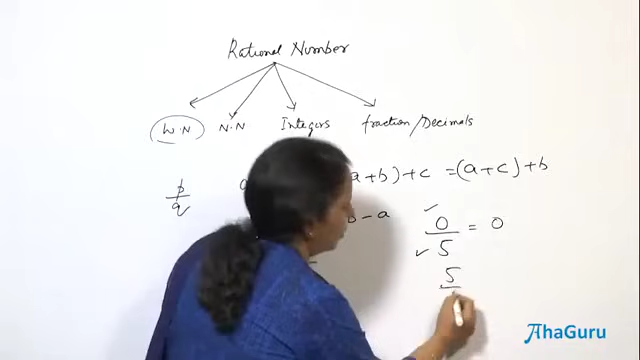 Rational Number
W.N N.N Integers fraction/Decimals
a + b) + c = (a + c) + b
p/q
b - a
0/5 = 0
5
AhaGuru